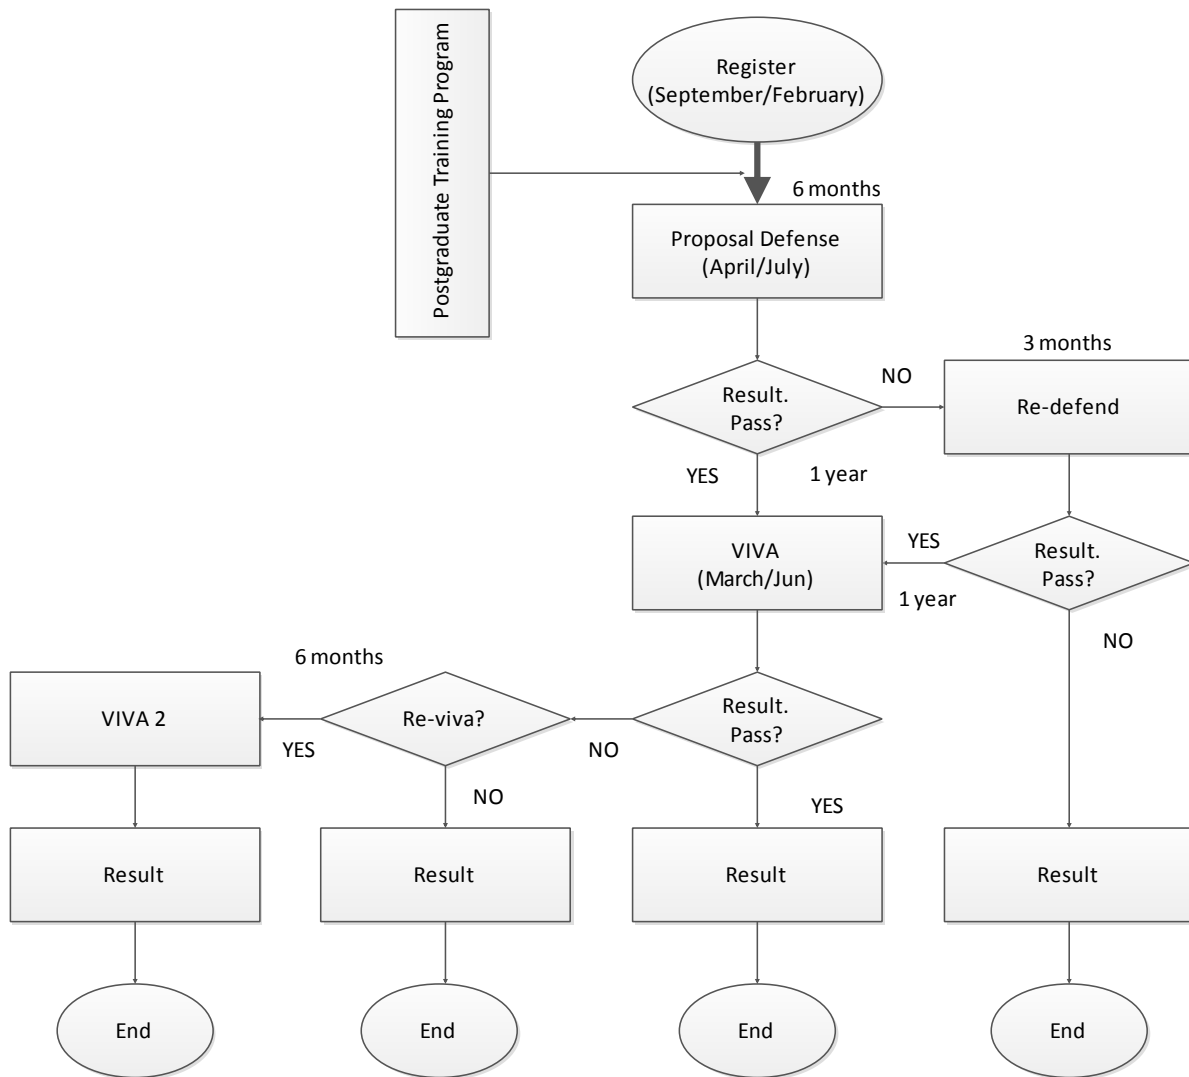 Postgraduate Training Program
Register
(September/February)
6 months
Proposal Defense
(April/July)
3 months
Result.
Pass?
NO
Re-defend
YES
1 year
VIVA
(March/Jun)
YES
1 year
Result.
Pass?
NO
6 months
VIVA 2
YES
Re-viva?
NO
Result.
Pass?
NO
YES
Result
Result
Result
Result
End
End
End
End